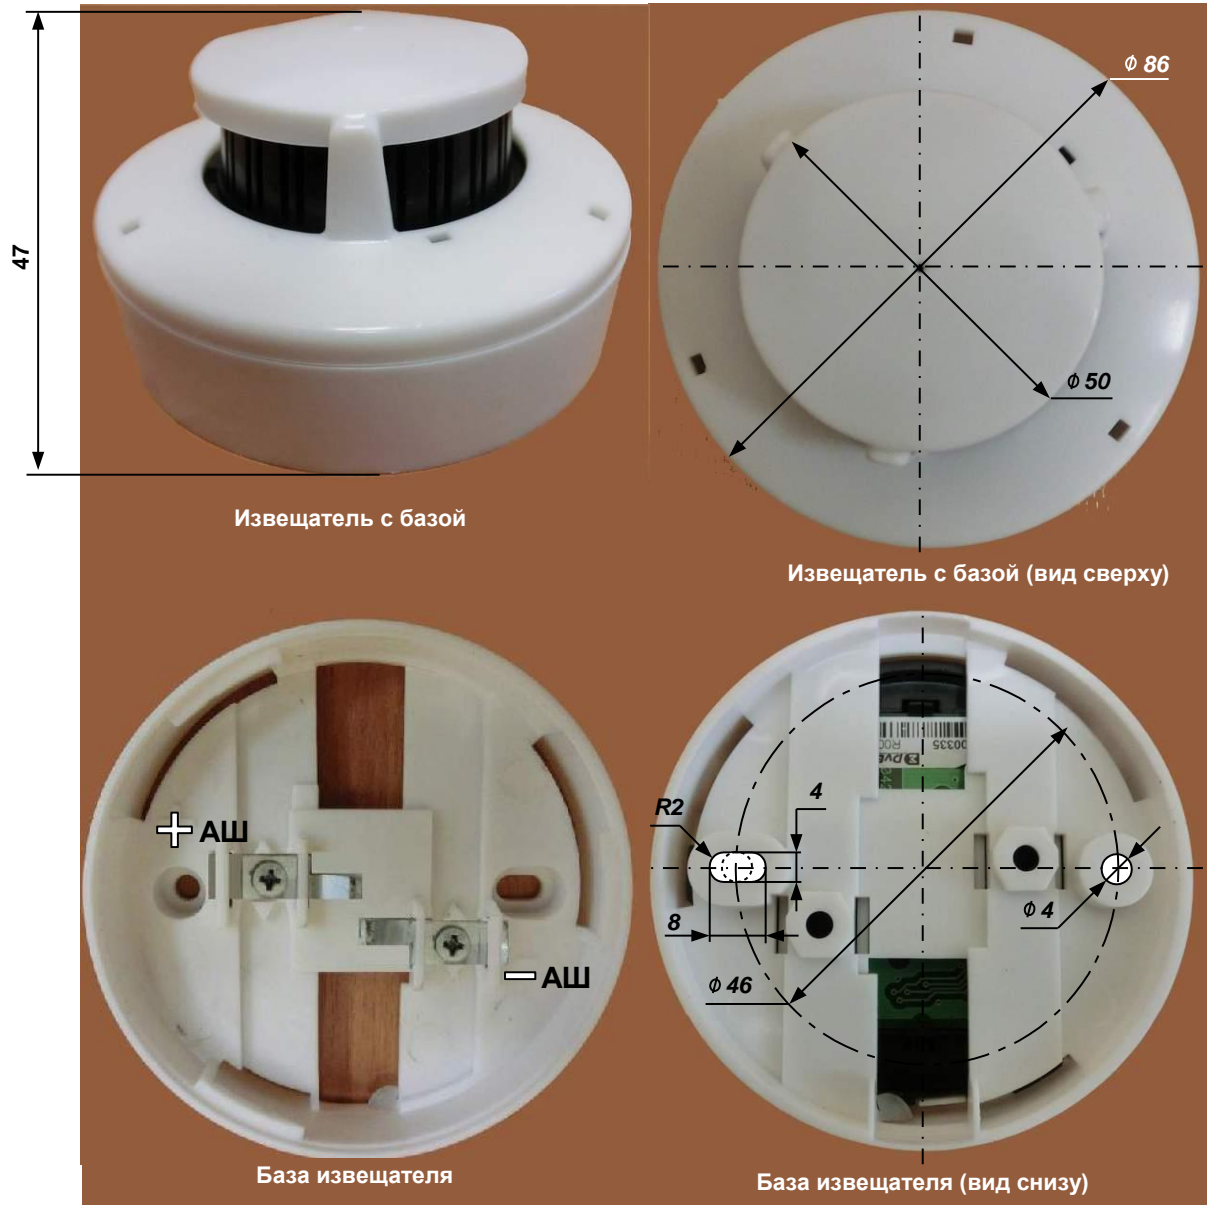 47
ϕ 86
ϕ 50
Извещатель с базой
Извещатель с базой (вид сверху)
+ АШ
− АШ
00335
R2
4
8
ϕ 4
ϕ 46
База извещателя
База извещателя (вид снизу)